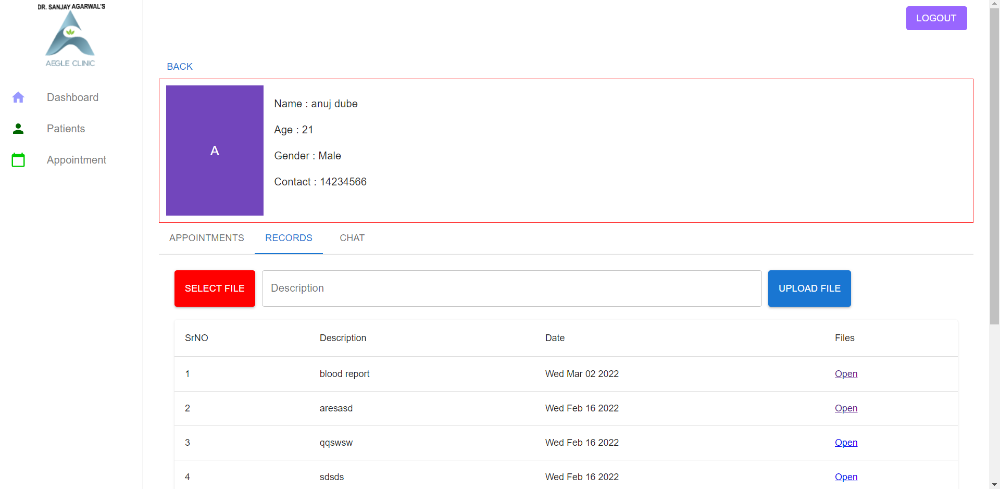 DR. SANJAY AGARWAL'S
AEGLE CLINIC
LOGOUT
Dashboard
Patients
Appointment
BACK
A
Name : anuj dube
Age : 21
Gender : Male
Contact : 14234566
APPOINTMENTS RECORDS CHAT
SELECT FILE Description UPLOAD FILE
SrNO Description Date Files
1 blood report Wed Mar 02 2022 Open
2 aresasd Wed Feb 16 2022 Open
3 qqswsw Wed Feb 16 2022 Open
4 sdsds Wed Feb 16 2022 Open